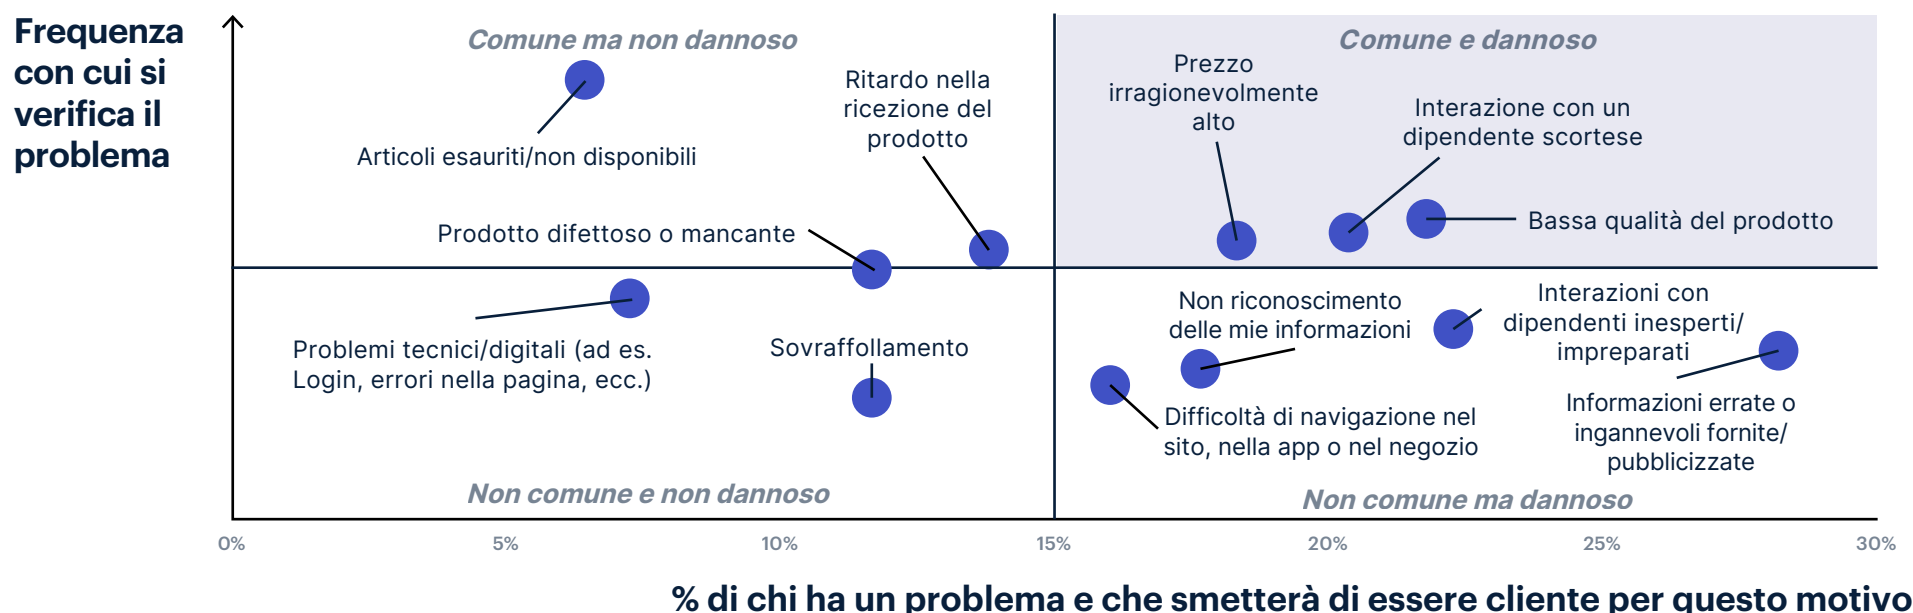 Frequenza
con cui si
verifica il
problema
Comune ma non dannoso
Comune e dannoso
Articoli esauriti/non disponibili
Ritardo nella
ricezione del
prodotto
Prodotto difettoso o mancante
Prezzo
irragionevolmente
alto
Interazione con un
dipendente scortese
Bassa qualità del prodotto
Problemi tecnici/digitali (ad es.
Login, errori nella pagina, ecc.)
Sovraffollamento
Non riconoscimento
delle mie informazioni
Interazioni con
dipendenti inesperti/
impreparati
Difficoltà di navigazione nel
sito, nella app o nel negozio
Informazioni errate o
ingannevoli fornite/
pubblicizzate
Non comune e non dannoso
Non comune ma dannoso
0%
5%
10%
15%
20%
25%
30%
% di chi ha un problema e che smetterà di essere cliente per questo motivo